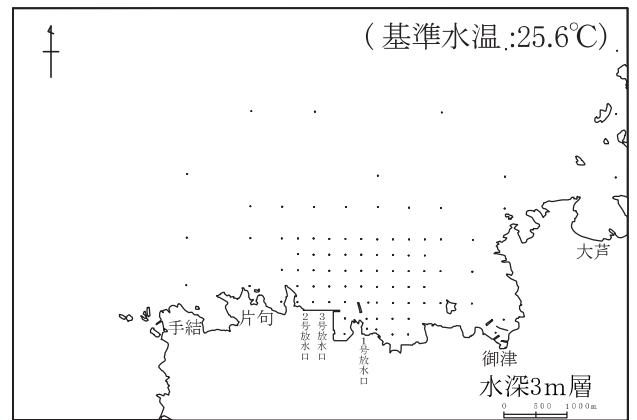 (基準水温:25.6℃)
大芦
手結
片句
2号放水口
3号放水口
1号放水口
御津
水深3m層
0 500 1000m